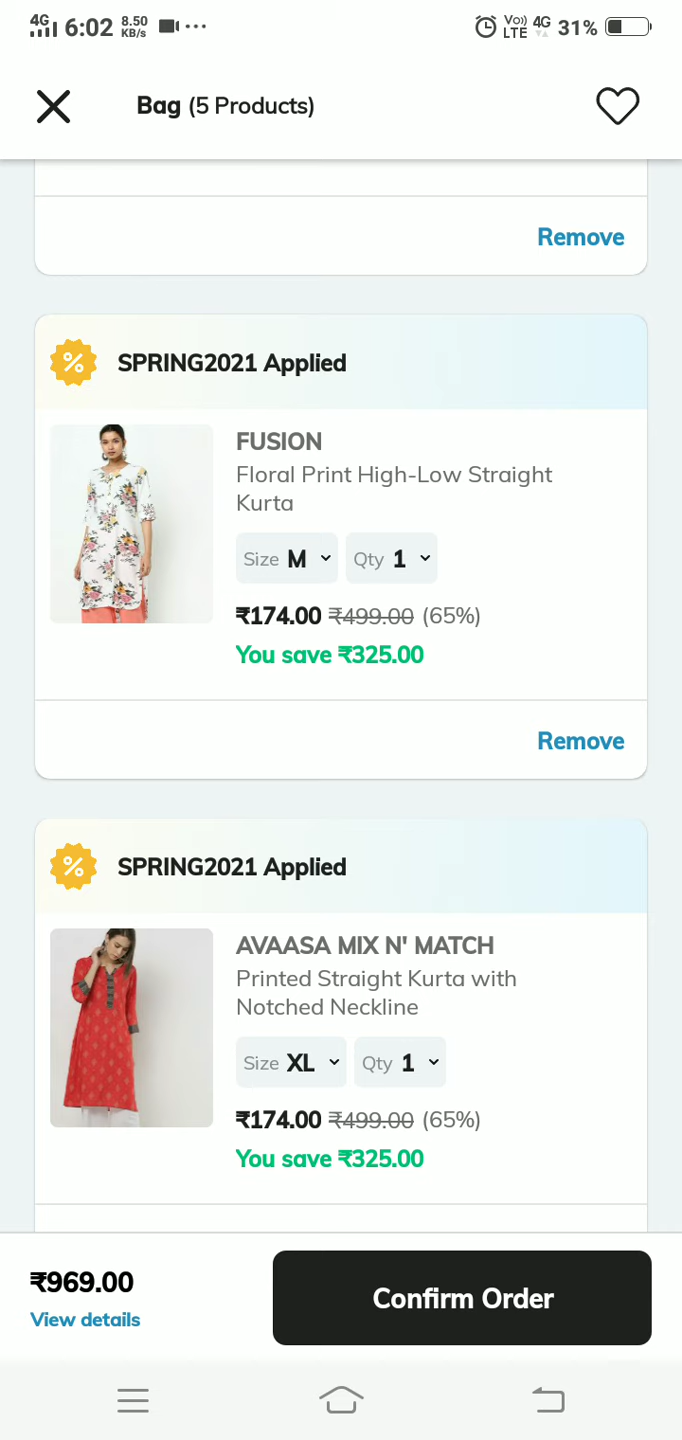 4G 6:02 8.50 KB/s ... Vo) LTE 4G 31%
Bag (5 Products)
Remove
% SPRING2021 Applied
FUSION
Floral Print High-Low Straight
Kurta
Size M Qty 1
₹174.00 ₹499.00 (65%)
You save ₹325.00
Remove
% SPRING2021 Applied
AVAASA MIX N' MATCH
Printed Straight Kurta with
Notched Neckline
Size XL Qty 1
₹174.00 ₹499.00 (65%)
You save ₹325.00
₹969.00
View details
Confirm Order